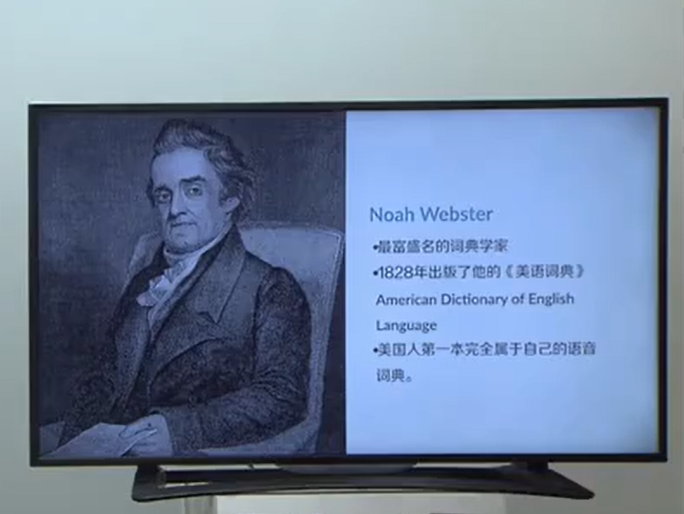 Noah Webster
•最富盛名的词典学家
•1828年出版了他的《美语词典》
American Dictionary of English
Language
•美国人第一本完全属于自己的语音
词典。